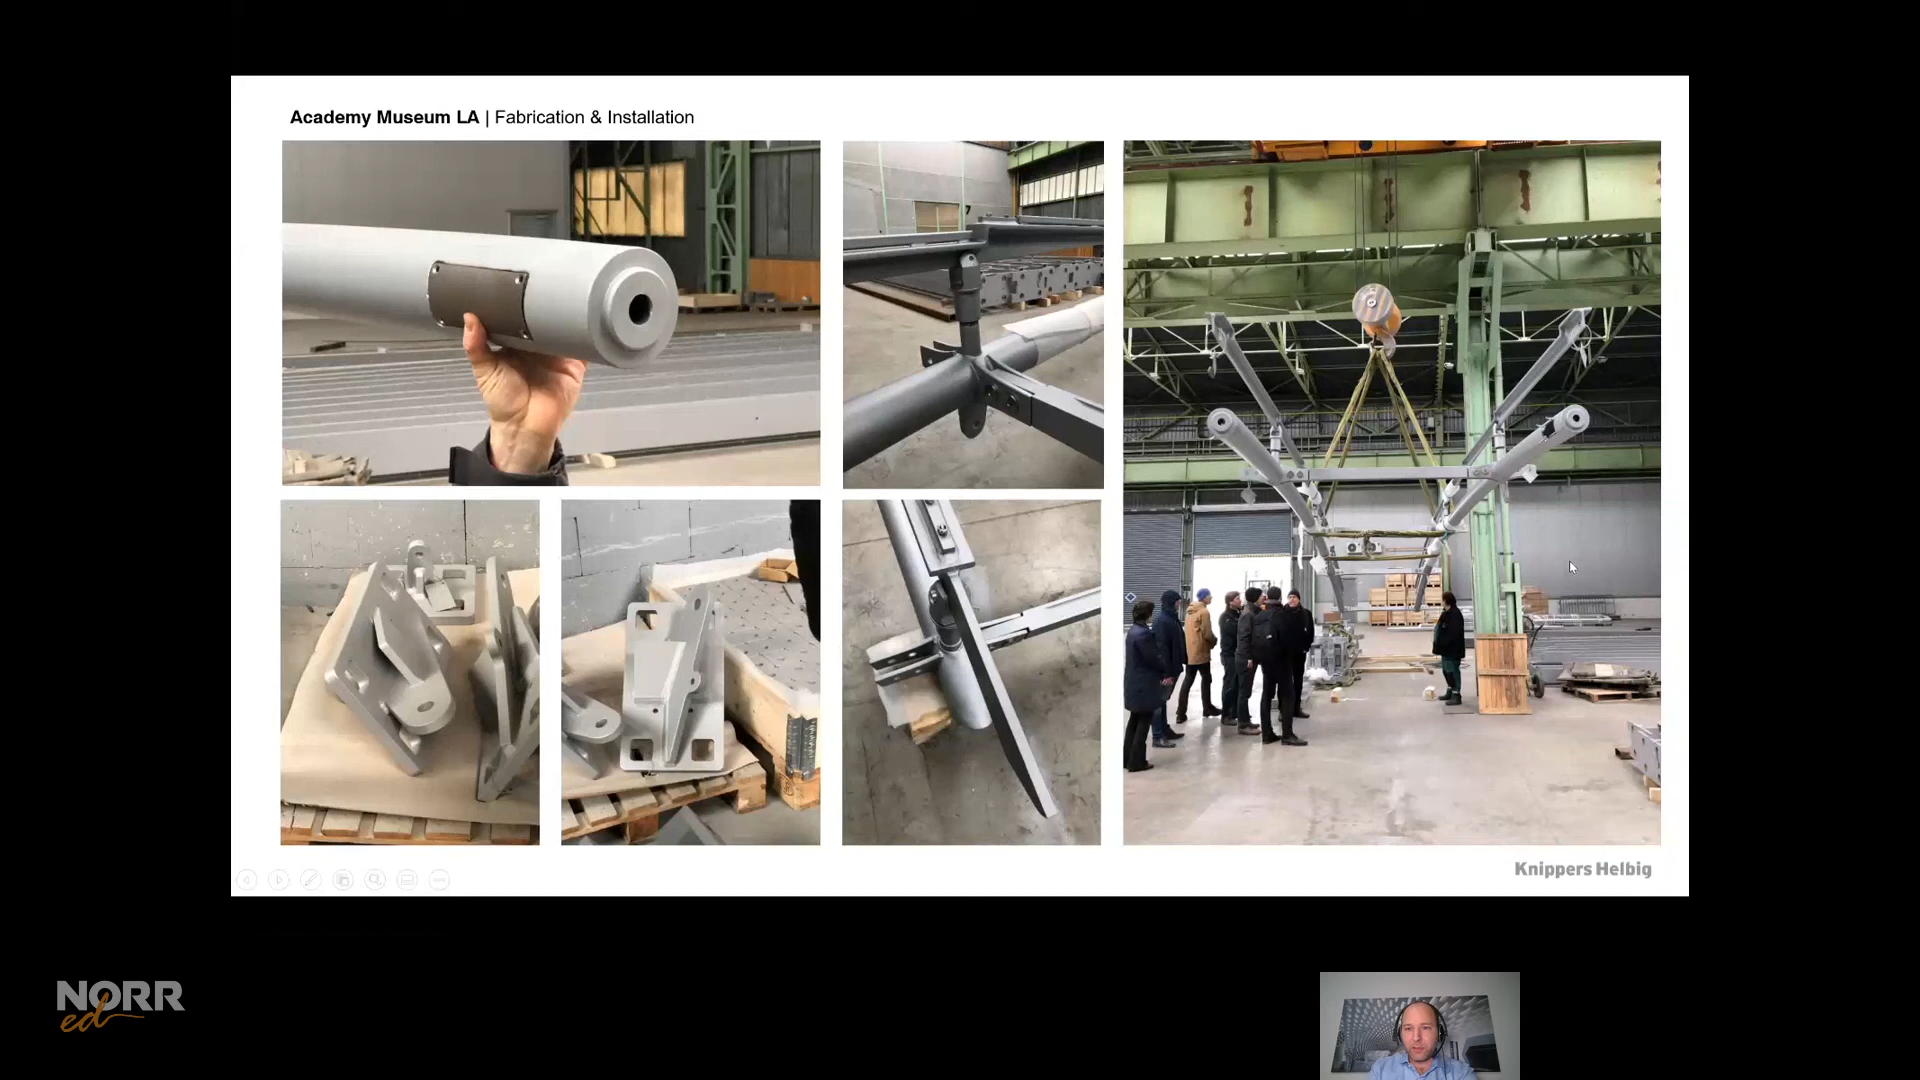 Academy Museum LA | Fabrication & Installation
Knippers Helbig
NORR
ed